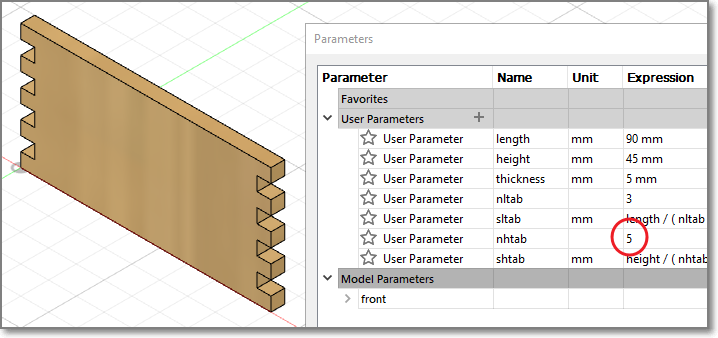 Parameters
Parameter Name Unit Expression
Favorites
User Parameters +
User Parameter length mm 90 mm
User Parameter height mm 45 mm
User Parameter thickness mm 5 mm
User Parameter nltab 3
User Parameter sltab mm length / ( nltab
User Parameter nhtab 5
User Parameter shtab mm height / ( nhtab
Model Parameters
front